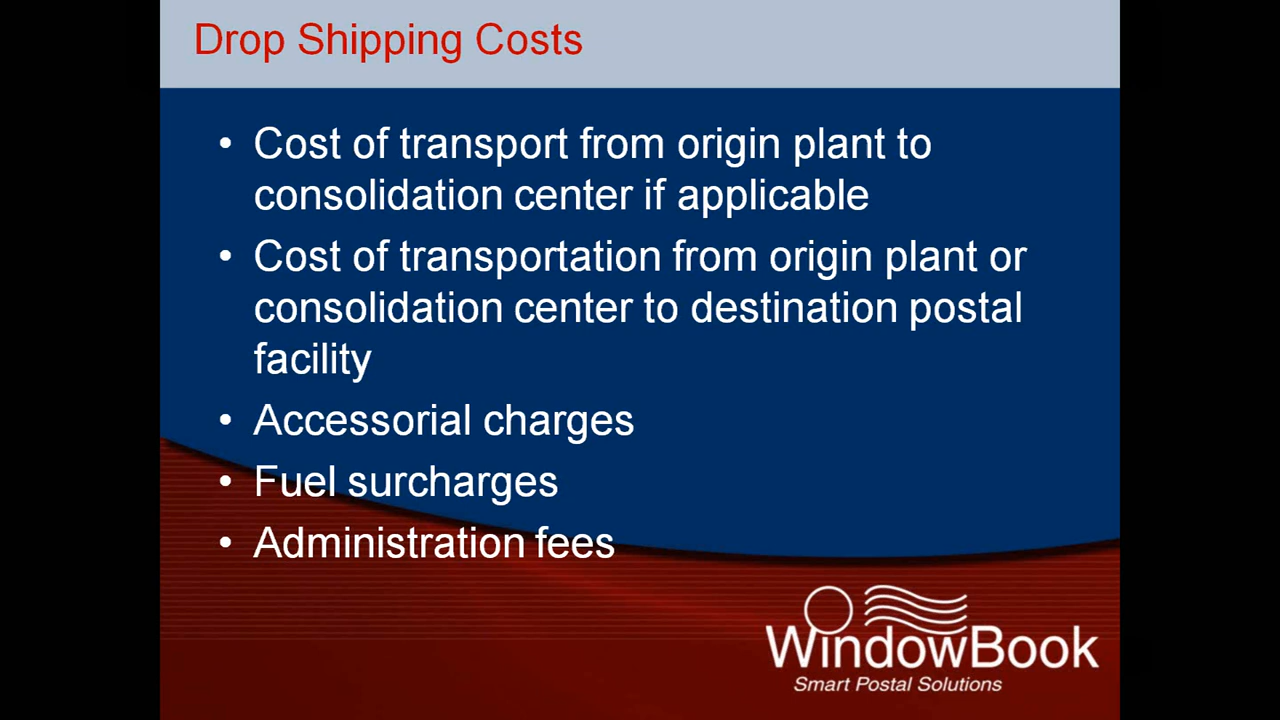 Drop Shipping Costs
• Cost of transport from origin plant to
consolidation center if applicable
• Cost of transportation from origin plant or
consolidation center to destination postal
facility
• Accessorial charges
• Fuel surcharges
• Administration fees
WindowBook
Smart Postal Solutions